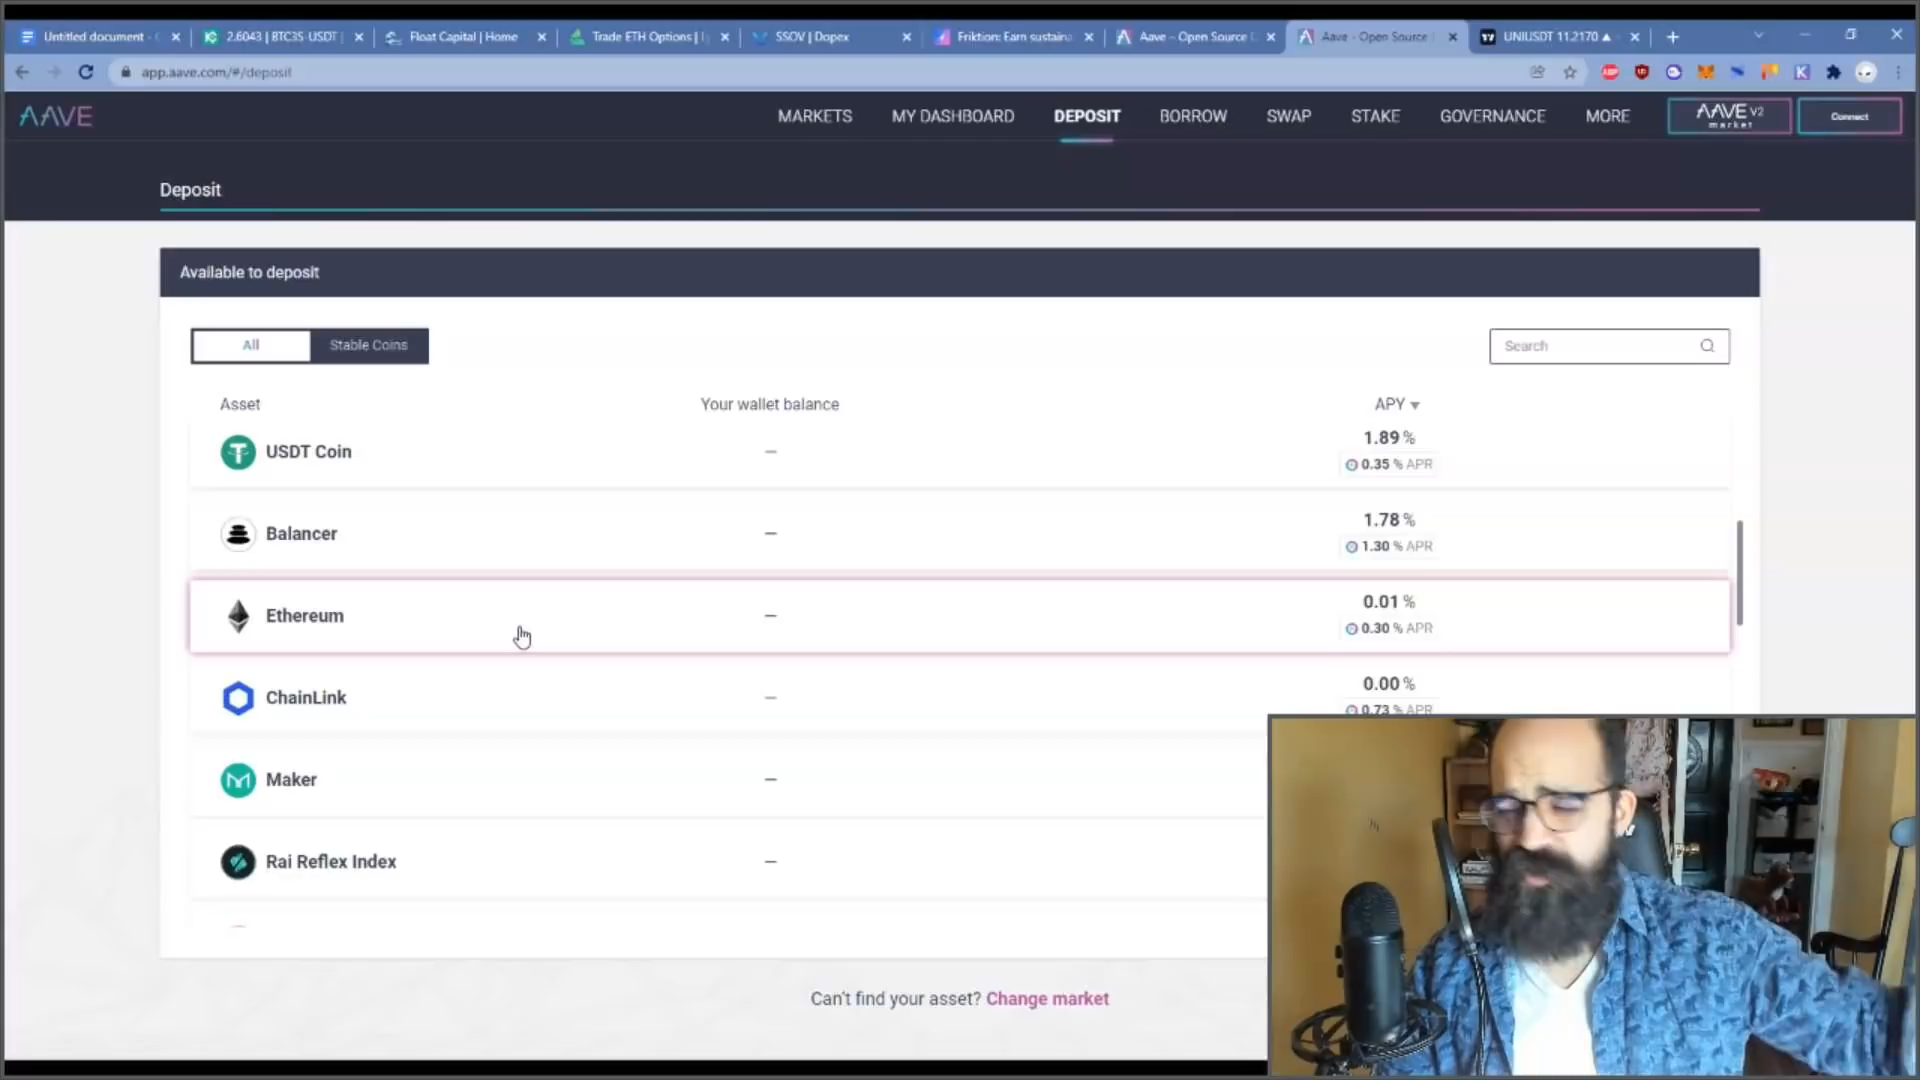 Untitled document -
2.6043 | BTC3S-USDT |
Float Capital | Home
Trade ETH Options |
SSOV | Dopex
Friktion: Earn sustaina
Aave – Open Source
Aave - Open Source
UNIUSDT 11.2170 ▲
app.aave.com/#/deposit
AAVE
MARKETS
MY DASHBOARD
DEPOSIT
BORROW
SWAP
STAKE
GOVERNANCE
MORE
AAVE V2
market
Connect
Deposit
Available to deposit
All
Stable Coins
Search
Asset
Your wallet balance
APY
USDT Coin
—
1.89 %
0.35 % APR
Balancer
—
1.78 %
1.30 % APR
Ethereum
—
0.01 %
0.30 % APR
ChainLink
—
0.00 %
0.73 % APR
Maker
—
Rai Reflex Index
—
Can't find your asset? Change market